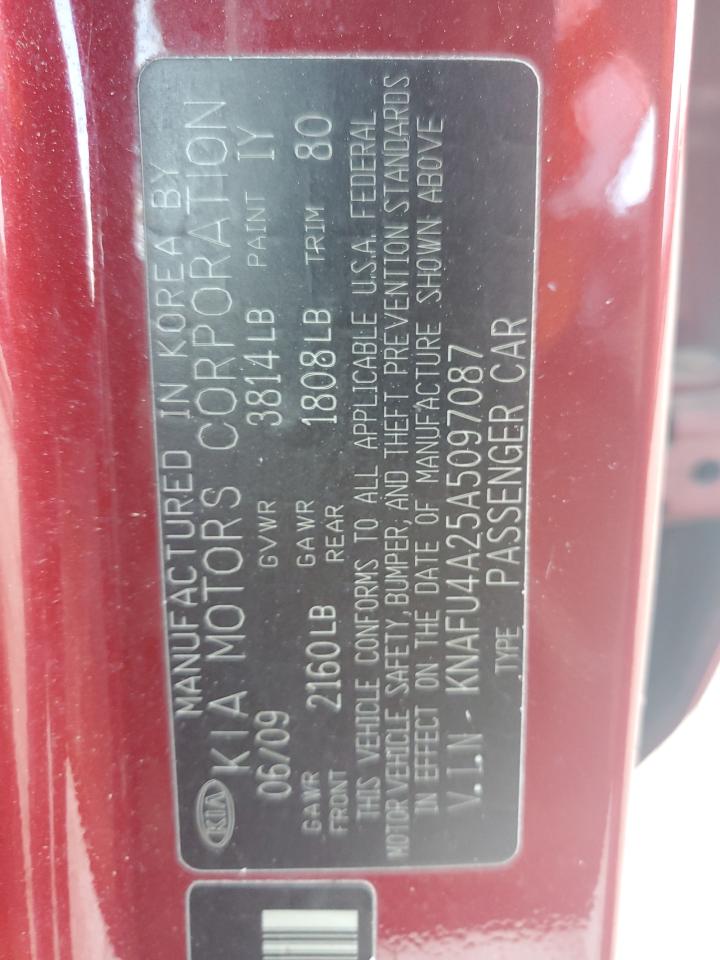 MANUFACTURED IN KOREA BY
KIA KIA MOTORS CORPORATION
06/09 GVWR 3814LB PAINT IY
GAWR FRONT 2160LB GAWR REAR 1808LB TRIM 80
THIS VEHICLE CONFORMS TO ALL APPLICABLE U.S.A. FEDERAL
MOTOR VEHICLE SAFETY, BUMPER, AND THEFT PREVENTION STANDARDS
IN EFFECT ON THE DATE OF MANUFACTURE SHOWN ABOVE
V.I.N - KNAFU4A25A5097087
TYPE PASSENGER CAR